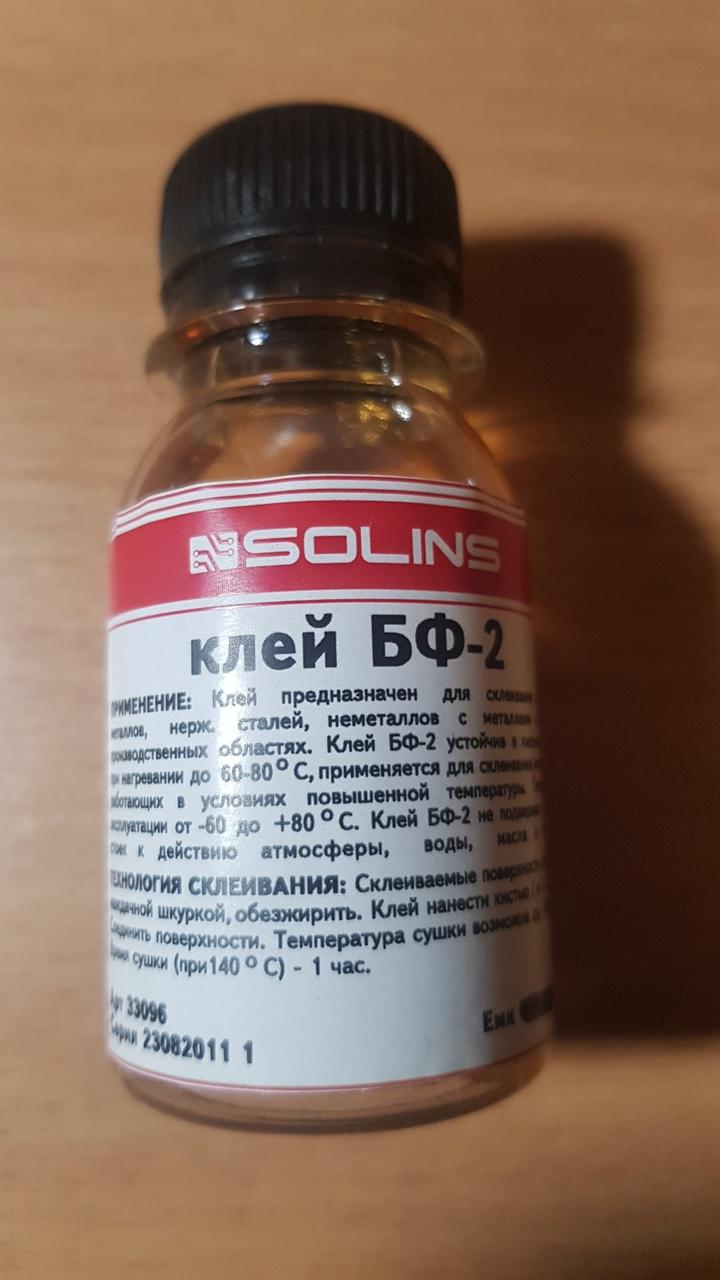 SOLINS
клей БФ-2
ПРИМЕНЕНИЕ: Клей предназначен для склеивания
металлов, нерж. сталей, неметаллов с металлами
производственных областях. Клей БФ-2 устойчив в
при нагревании до 60-80°С, применяется для склеивания
работающих в условиях повышенной температуры.
эксплуатации от -60 до +80°С. Клей БФ-2 не
стоек к действию атмосферы, воды, масла
ТЕХНОЛОГИЯ СКЛЕИВАНИЯ: Склеиваемые поверхности
наждачной шкуркой, обезжирить. Клей нанести кистью
Соединить поверхности. Температура сушки возможна
Время сушки (при140°С) - 1 час.
Арт 33096
Серия 23082011 1
Емк